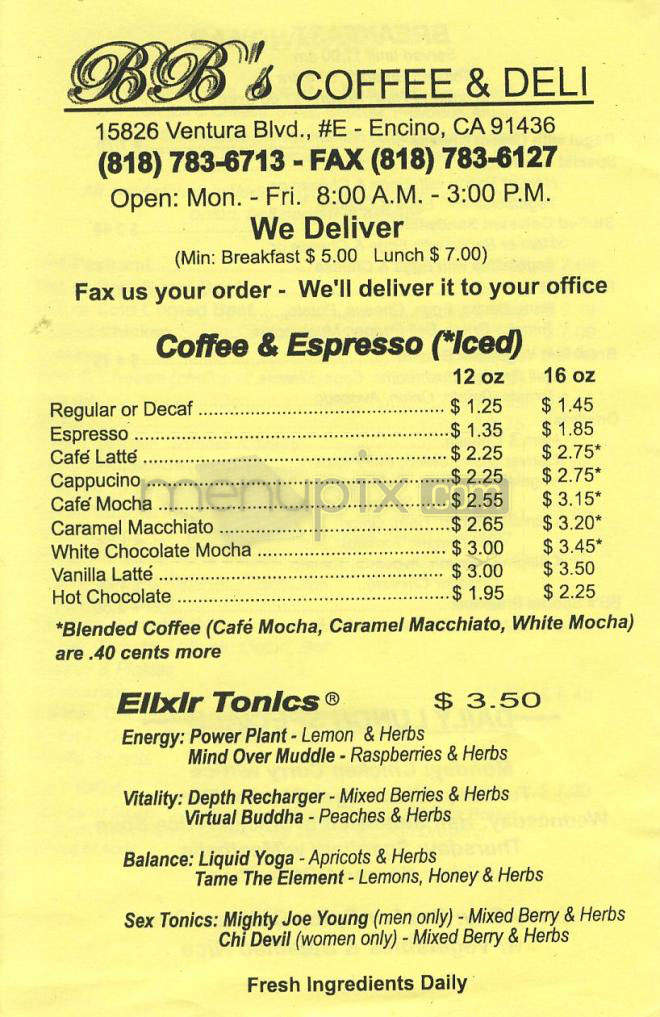 BB's COFFEE & DELI
15826 Ventura Blvd., #E - Encino, CA 91436
(818) 783-6713 - FAX (818) 783-6127
Open: Mon. - Fri. 8:00 A.M. - 3:00 P.M.
We Deliver
(Min: Breakfast $ 5.00 Lunch $ 7.00)
Fax us your order - We'll deliver it to your office
Coffee & Espresso (*Iced)
12 oz 16 oz
Regular or Decaf ........................................ $ 1.25 $ 1.45
Espresso ................................................... $ 1.35 $ 1.85
Café Latté ................................................. $ 2.25 $ 2.75*
Cappucino ................................................. $ 2.25 $ 2.75*
Café Mocha ............................................... $ 2.55 $ 3.15*
Caramel Macchiato ..................................... $ 2.65 $ 3.20*
White Chocolate Mocha .............................. $ 3.00 $ 3.45*
Vanilla Latté .............................................. $ 3.00 $ 3.50
Hot Chocolate ............................................ $ 1.95 $ 2.25
*Blended Coffee (Café Mocha, Caramel Macchiato, White Mocha)
are .40 cents more
Elixir Tonics ® $ 3.50
Energy: Power Plant - Lemon & Herbs
Mind Over Muddle - Raspberries & Herbs
Vitality: Depth Recharger - Mixed Berries & Herbs
Virtual Buddha - Peaches & Herbs
Balance: Liquid Yoga - Apricots & Herbs
Tame The Element - Lemons, Honey & Herbs
Sex Tonics: Mighty Joe Young (men only) - Mixed Berry & Herbs
Chi Devil (women only) - Mixed Berry & Herbs
Fresh Ingredients Daily
menupix.com